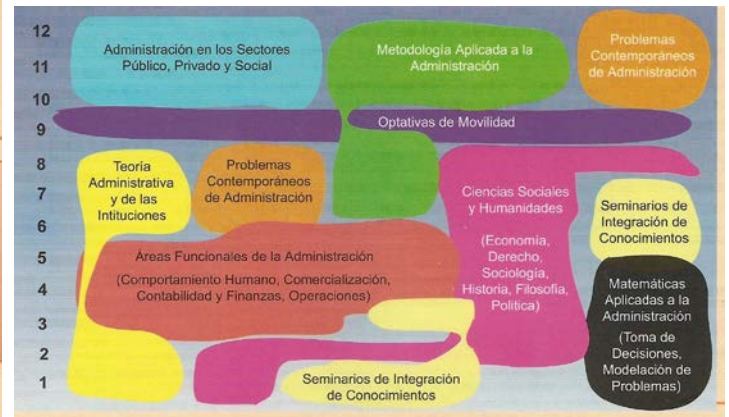 12
11
10
9
8
7
6
5
4
3
2
1
Administración en los Sectores
Público, Privado y Social
Metodología Aplicada a la
Administración
Problemas
Contemporáneos
de Administración
Optativas de Movilidad
Teoría
Administrativa
y de las
Intituciones
Problemas
Contemporáneos
de Administración
Ciencias Sociales
y Humanidades
(Economía,
Derecho,
Sociología,
Historia, Filosofía,
Politica)
Seminarios de
Integración de
Conocimientos
Áreas Funcionales de la Administración
(Comportamiento Humano, Comercialización,
Contabilidad y Finanzas, Operaciones)
Matemáticas
Aplicadas a la
Administración
(Toma de
Decisiones,
Modelación de
Problemas)
Seminarios de Integración
de Conocimientos